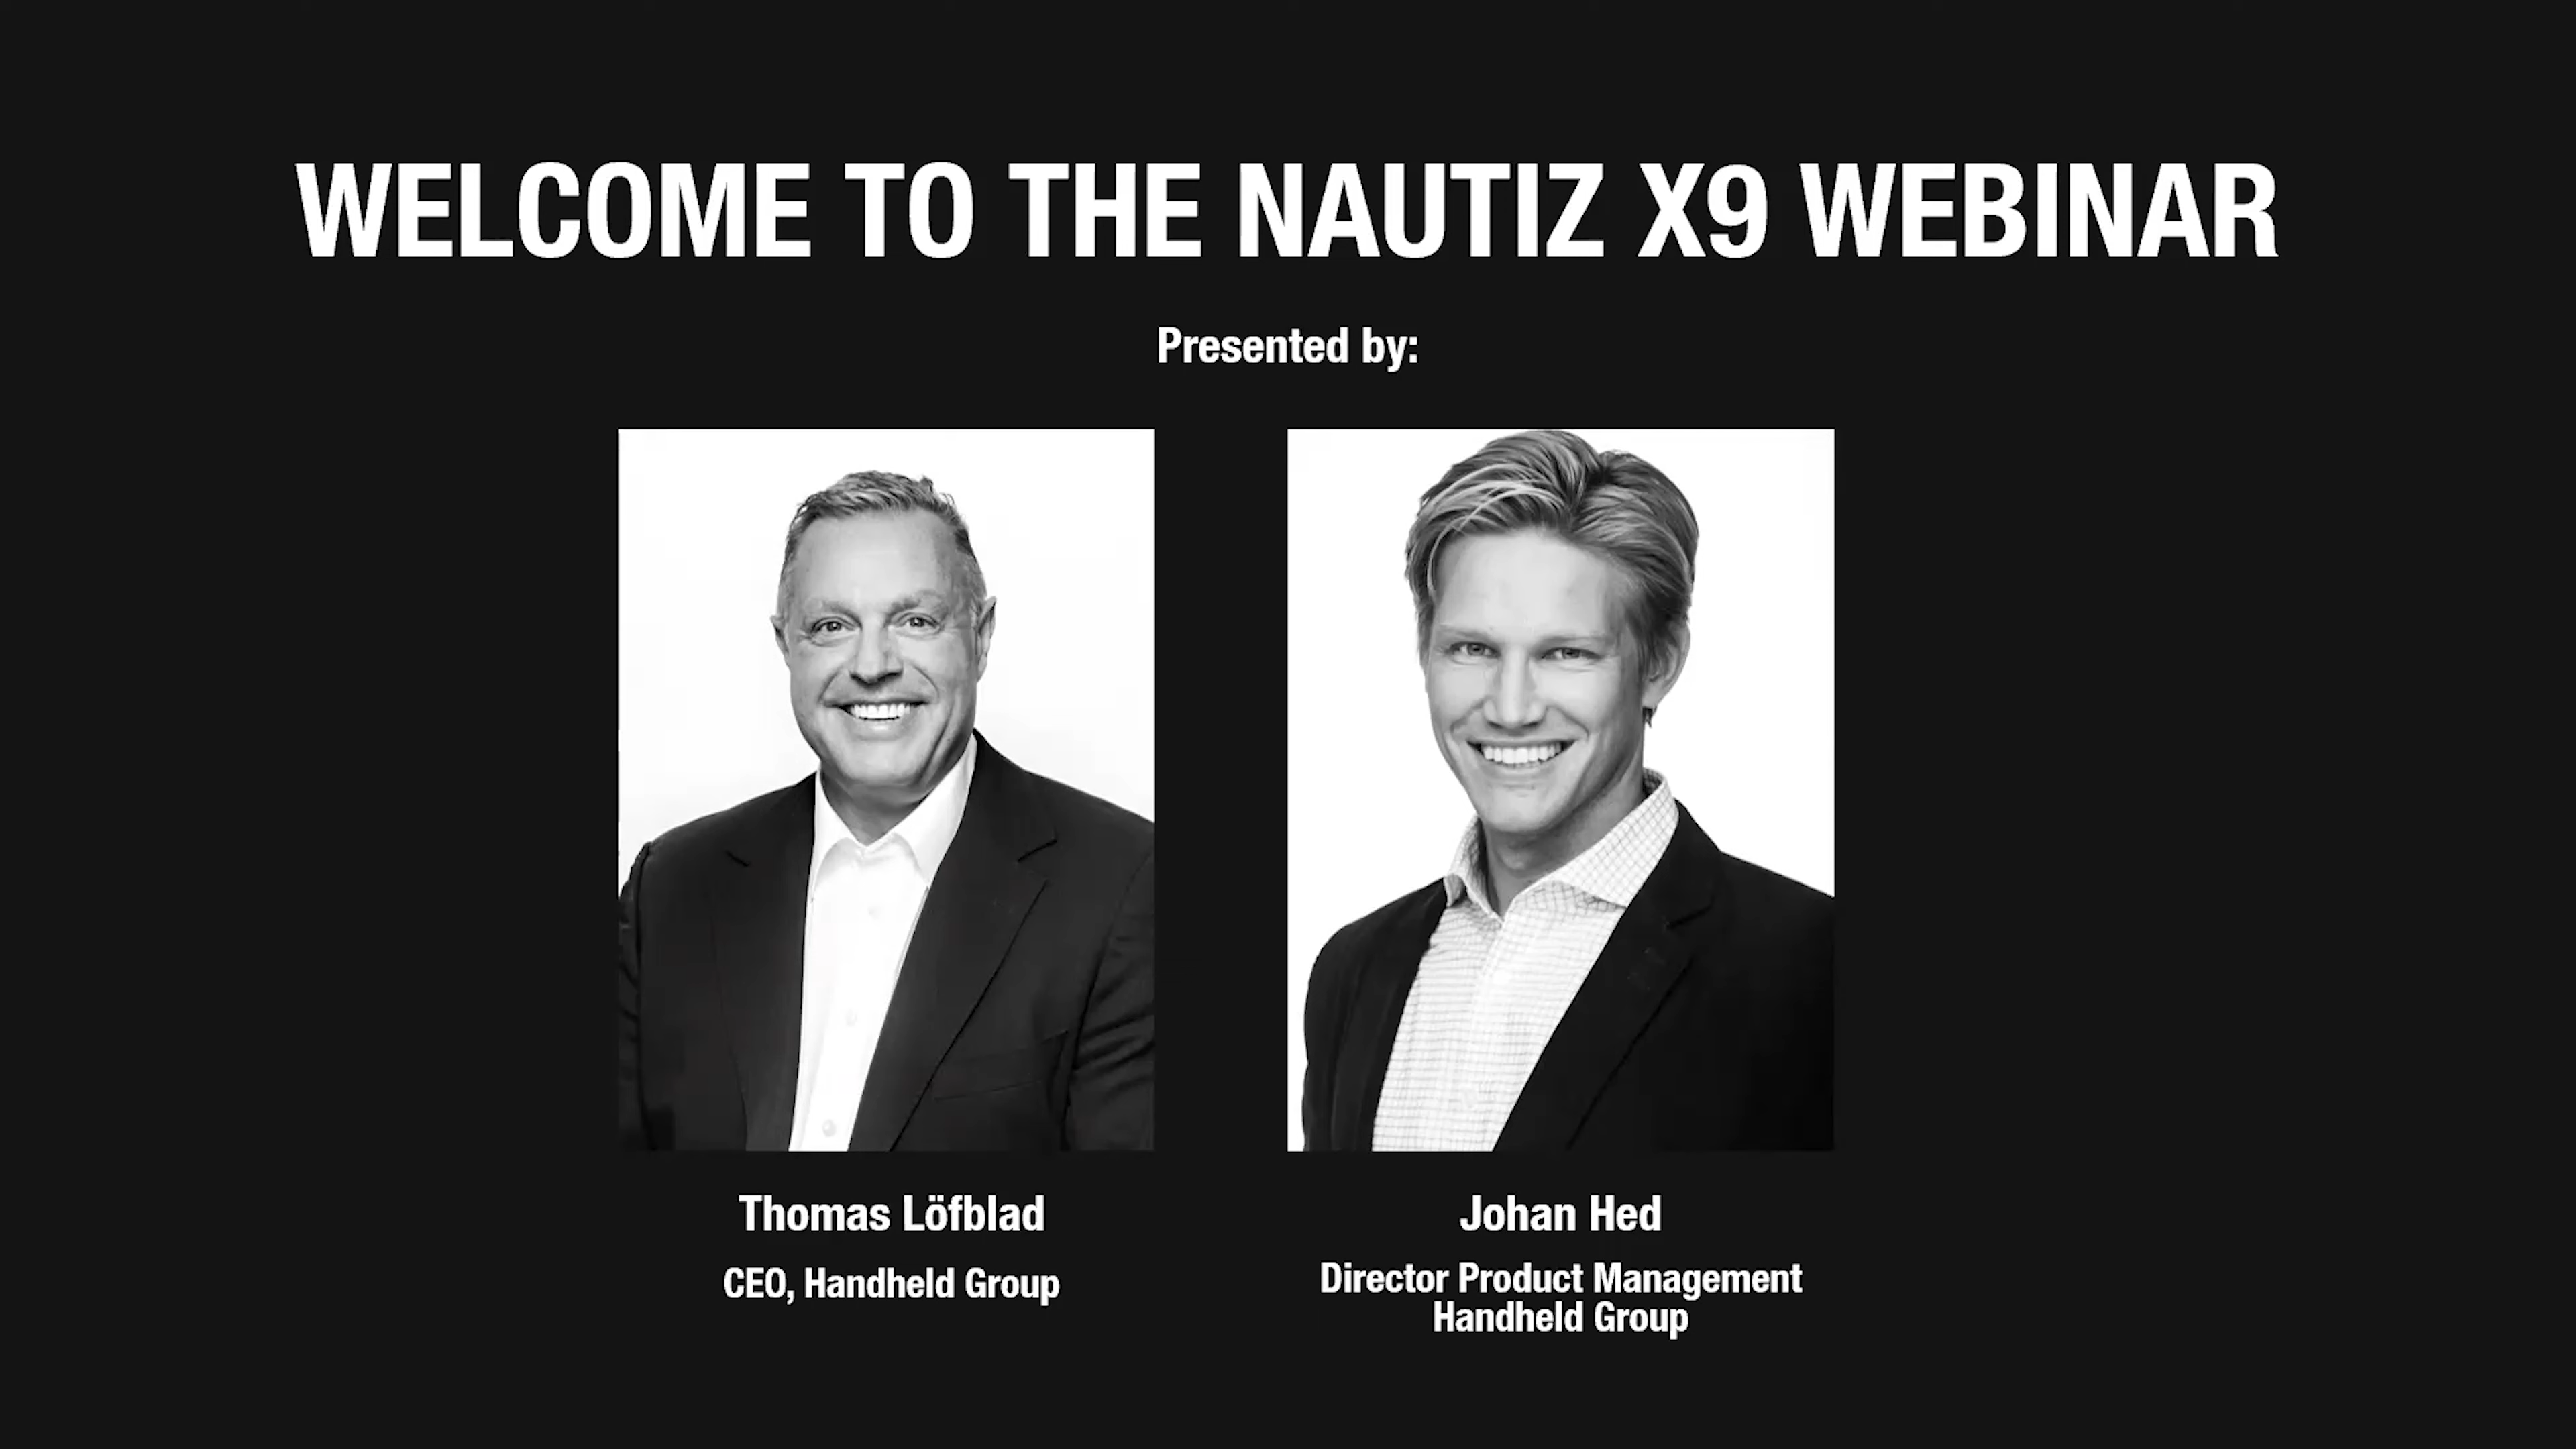 WELCOME TO THE NAUTIZ X9 WEBINAR
Presented by:
Thomas Löfblad
CEO, Handheld Group
Johan Hed
Director Product Management
Handheld Group